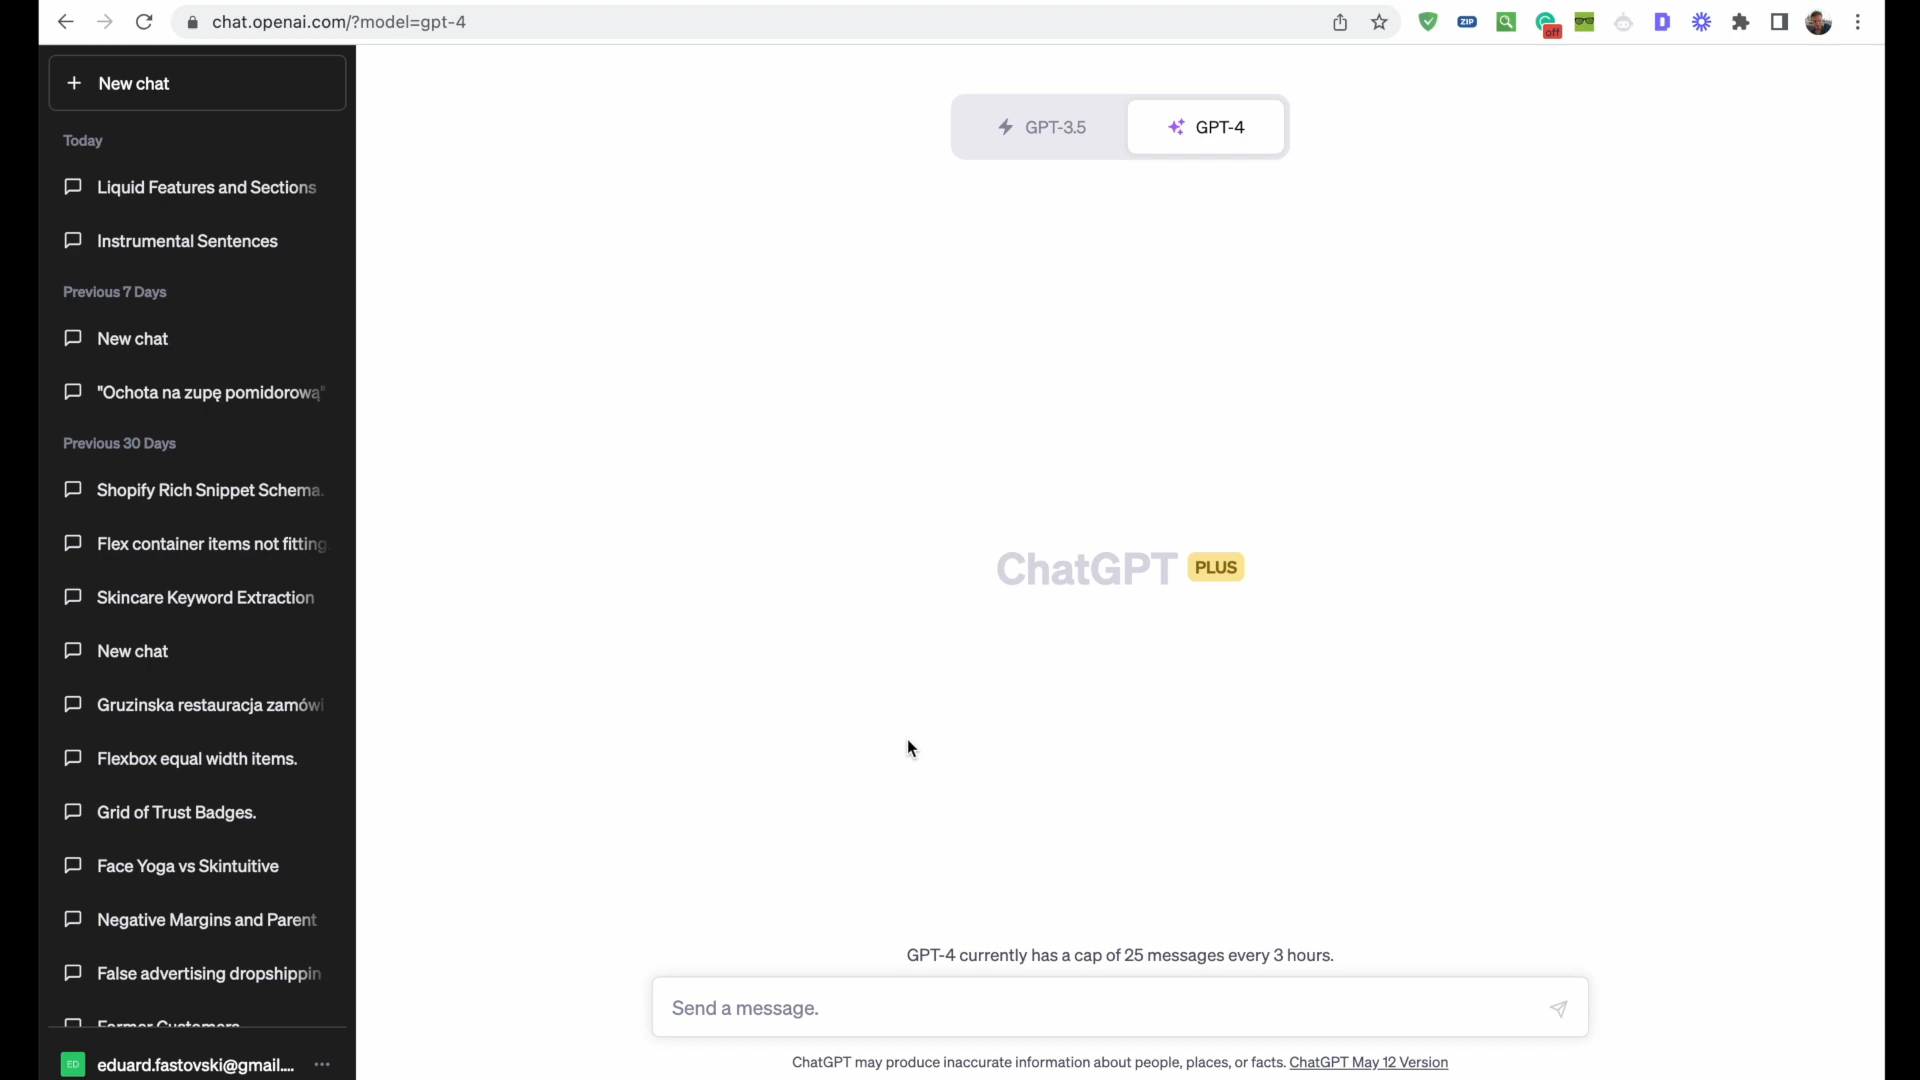 chat.openai.com/?model=gpt-4
ZIP
off
New chat
Today
Liquid Features and Sections
Instrumental Sentences
Previous 7 Days
New chat
"Ochota na zupę pomidorową"
Previous 30 Days
Shopify Rich Snippet Schema.
Flex container items not fitting
Skincare Keyword Extraction
New chat
Gruzinska restauracja zamówi
Flexbox equal width items.
Grid of Trust Badges.
Face Yoga vs Skintuitive
Negative Margins and Parent
False advertising dropshippin
Former Customers
ED
eduard.fastovski@gmail....
GPT-3.5
GPT-4
ChatGPT PLUS
GPT-4 currently has a cap of 25 messages every 3 hours.
Send a message.
ChatGPT may produce inaccurate information about people, places, or facts. ChatGPT May 12 Version